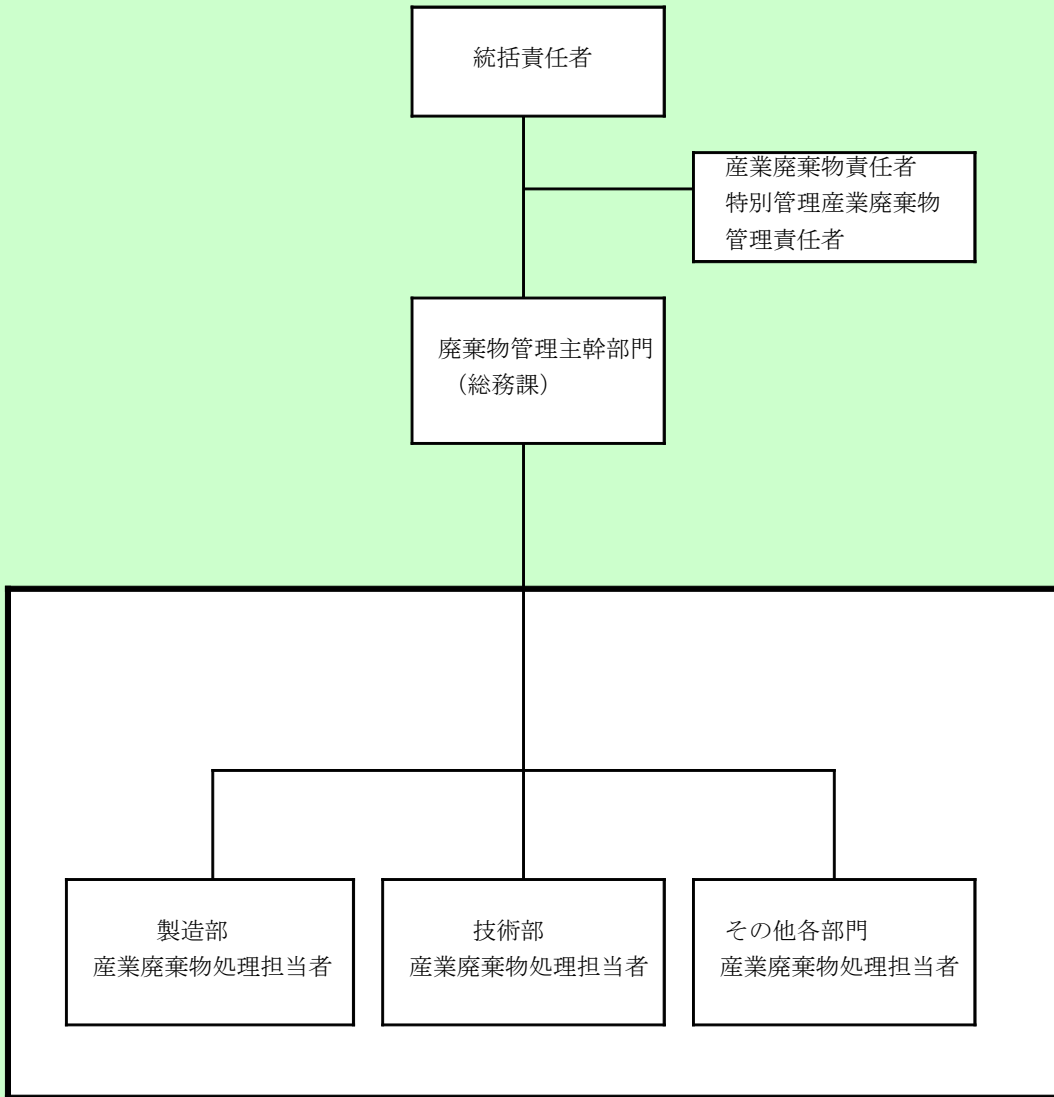 統括責任者
産業廃棄物責任者
特別管理産業廃棄物
管理責任者
廃棄物管理主幹部門
（総務課）
製造部
産業廃棄物処理担当者
技術部
産業廃棄物処理担当者
その他各部門
産業廃棄物処理担当者